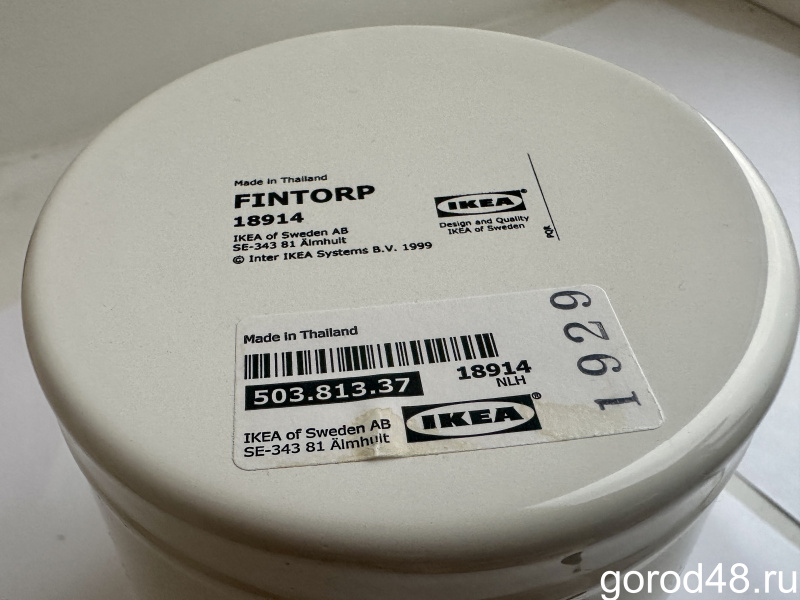 Made in Thailand
FINTORP
18914
IKEA of Sweden AB
SE-343 81 Älmhult
© Inter IKEA Systems B.V. 1999
IKEA®
Design and Quality
IKEA of Sweden
PQR
Made in Thailand
503.813.37
18914
NLH
IKEA of Sweden AB
SE-343 81 Älmhult
IKEA®
1929
gorod48.ru